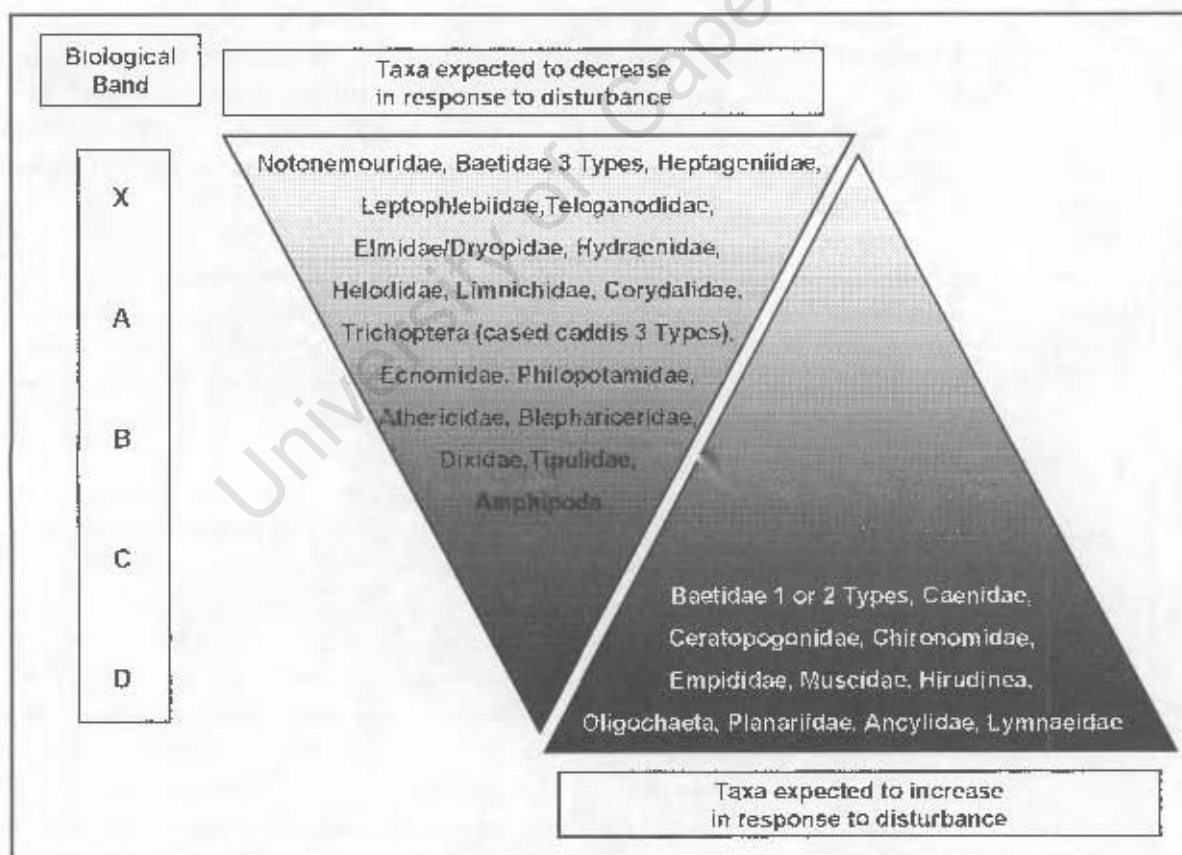 Biological
Band
Taxa expected to decrease
in response to disturbance
X
A
B
C
D
Notonemouridae, Baetidae 3 Types, Heptageniidae,
Leptophlebiidae,Teloganodidae,
Elmidae/Dryopidae, Hydraenidae,
Helodidae, Limnichidae, Corydalidae,
Trichoptera (cased caddis 3 Types),
Ecnomidae, Philopotamidae,
Athericidae, Blephariceridae,
Dixidae,Tipulidae,
Amphipoda
Baetidae 1 or 2 Types, Caenidae,
Ceratopogonidae, Chironomidae,
Empididae, Muscidae, Hirudinea,
Oligochaeta, Planariidae, Ancylidae, Lymnaeidae
Taxa expected to increase
in response to disturbance
University of Cape